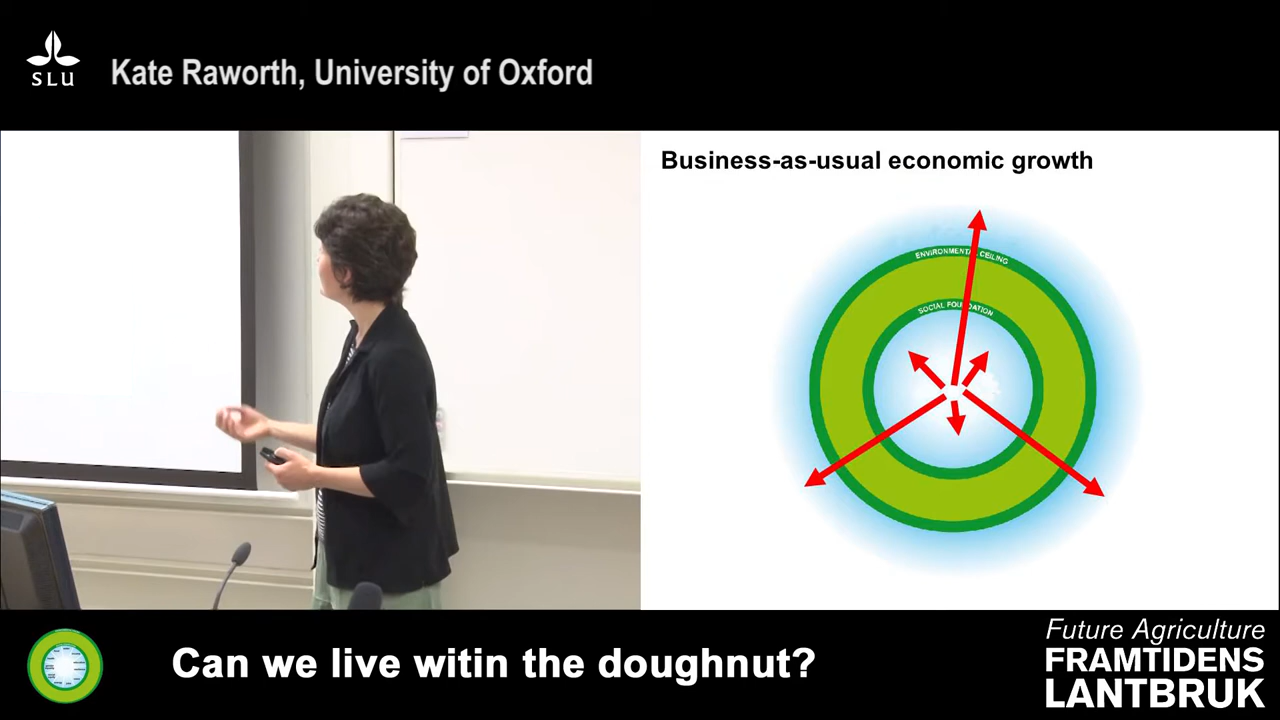 SLU
Kate Raworth, University of Oxford
Business-as-usual economic growth
ENVIRONMENTAL CEILING
SOCIAL FOUNDATION
Can we live witin the doughnut?
Future Agriculture
FRAMTIDENS
LANTBRUK